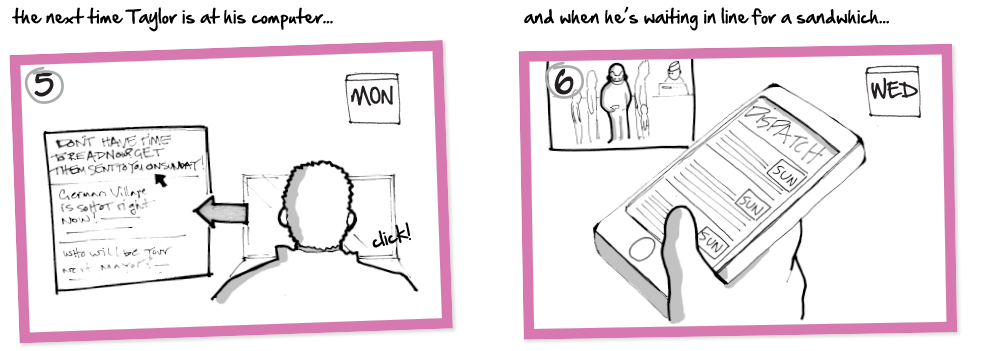 the next time Taylor is at his computer...
and when he's waiting in line for a sandwhich...
5
MON
DON'T HAVE TIME
TO READ NOW? GET
THEM SENT TO YOU ON SUNDAY!
German Village
is so HOT right
NOW!
WHO WILL be your
next MAYOR?
click!
6
WED
DISPATCH
SUN
SUN
SUN